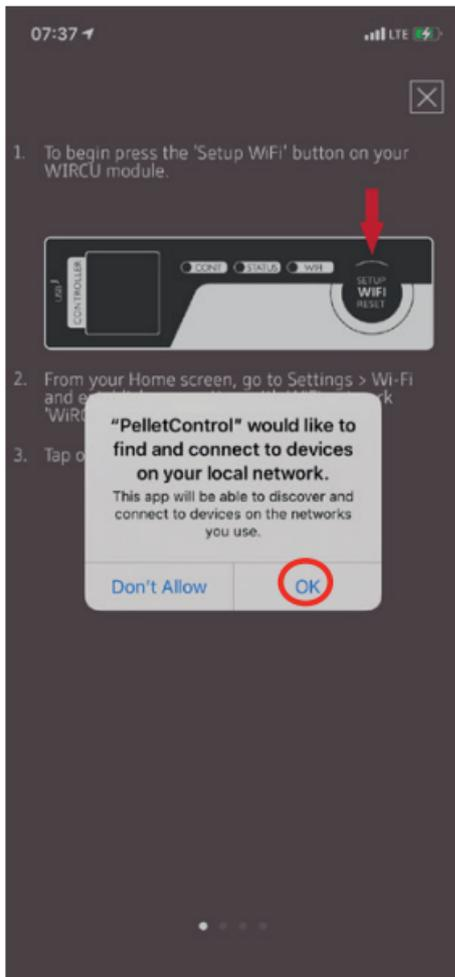 07:37
LTE
1. To begin press the 'Setup WiFi' button on your
WIRCU module.
USB
CONTROLLER
CONT STATUS WIFI
SETUP
WIFI
RESET
2. From your Home screen, go to Settings > Wi-Fi
and
'WiRC
3. Tap o
"PelletControl" would like to
find and connect to devices
on your local network.
This app will be able to discover and
connect to devices on the networks
you use.
Don't Allow OK